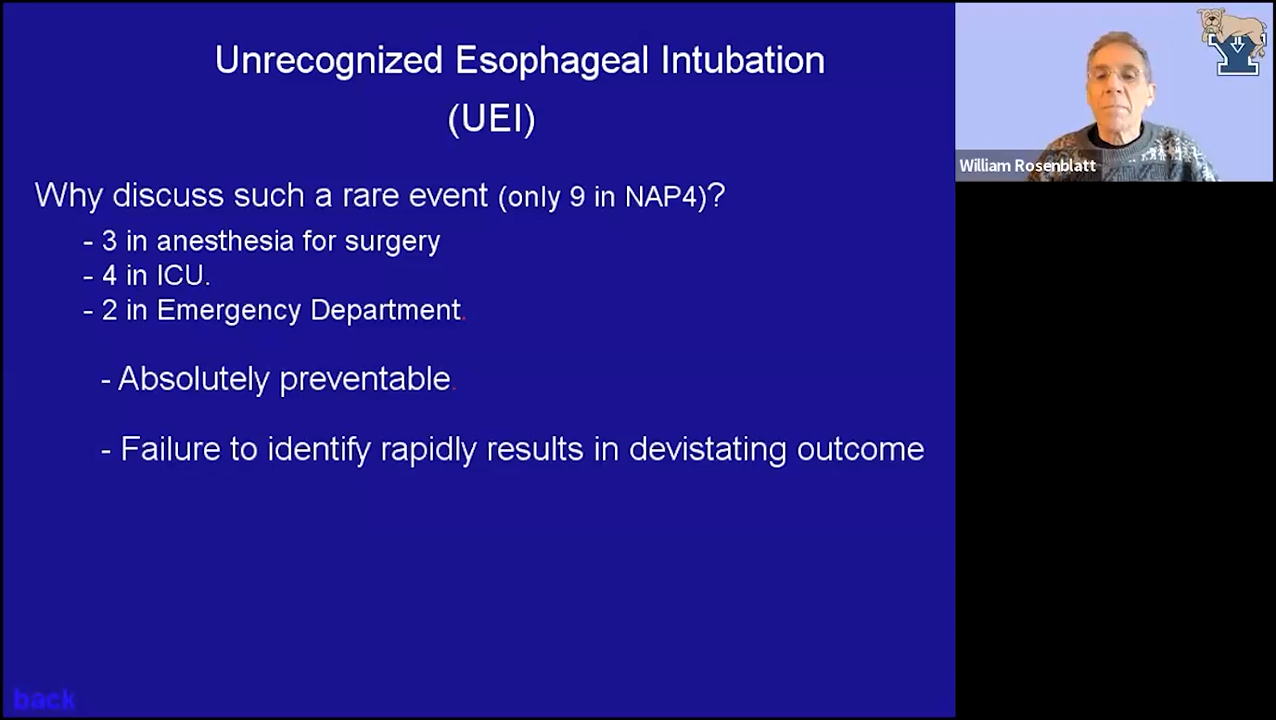 Unrecognized Esophageal Intubation
(UEI)
Why discuss such a rare event (only 9 in NAP4)?
- 3 in anesthesia for surgery
- 4 in ICU.
- 2 in Emergency Department.
- Absolutely preventable.
- Failure to identify rapidly results in devistating outcome
back
William Rosenblatt
Y